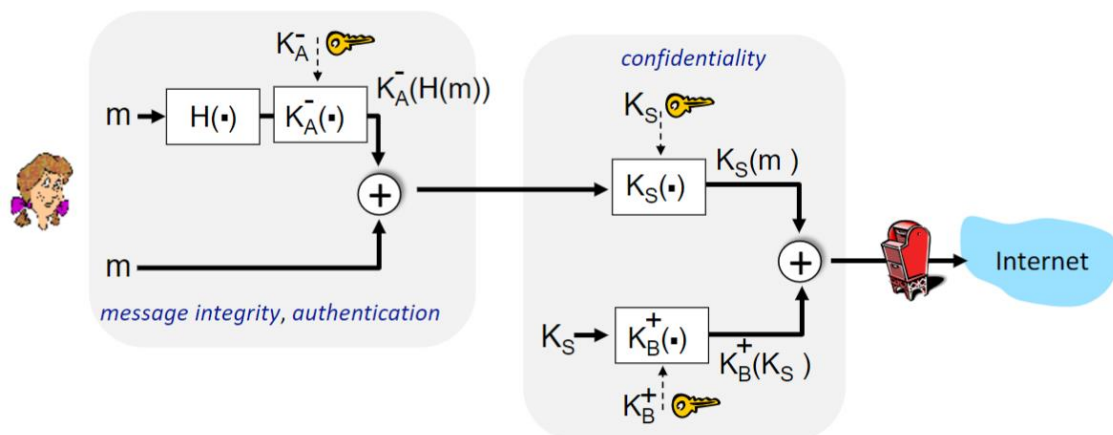 m
H(·)
K_A^-
K_A^-(·)
K_A^-(H(m))
+
m
message integrity, authentication
confidentiality
K_S
K_S(·)
K_S(m )
+
Internet
K_S
K_B^+(·)
K_B^+(K_S )
K_B^+